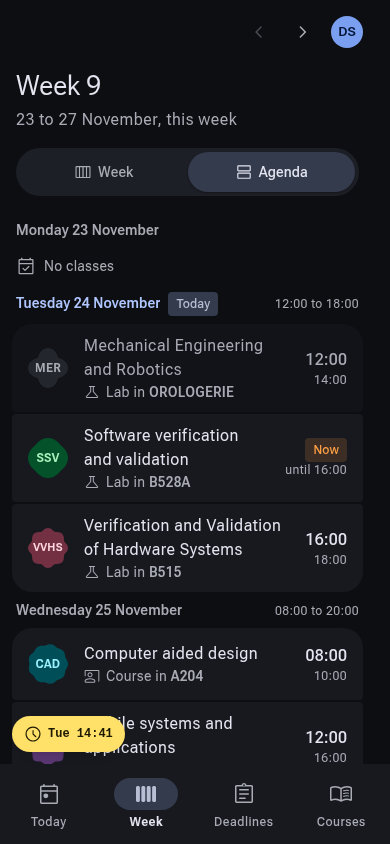 DS
Week 9
23 to 27 November, this week
Week
Agenda
Monday 23 November
No classes
Tuesday 24 November
Today
12:00 to 18:00
MER
Mechanical Engineering
and Robotics
Lab in OROLOGERIE
12:00
14:00
SSV
Software verification
and validation
Lab in B528A
Now
until 16:00
VVHS
Verification and Validation
of Hardware Systems
Lab in B515
16:00
18:00
Wednesday 25 November
08:00 to 20:00
CAD
Computer aided design
Course in A204
08:00
10:00
systems and
applications
12:00
16:00
Tue 14:41
Today
Week
Deadlines
Courses